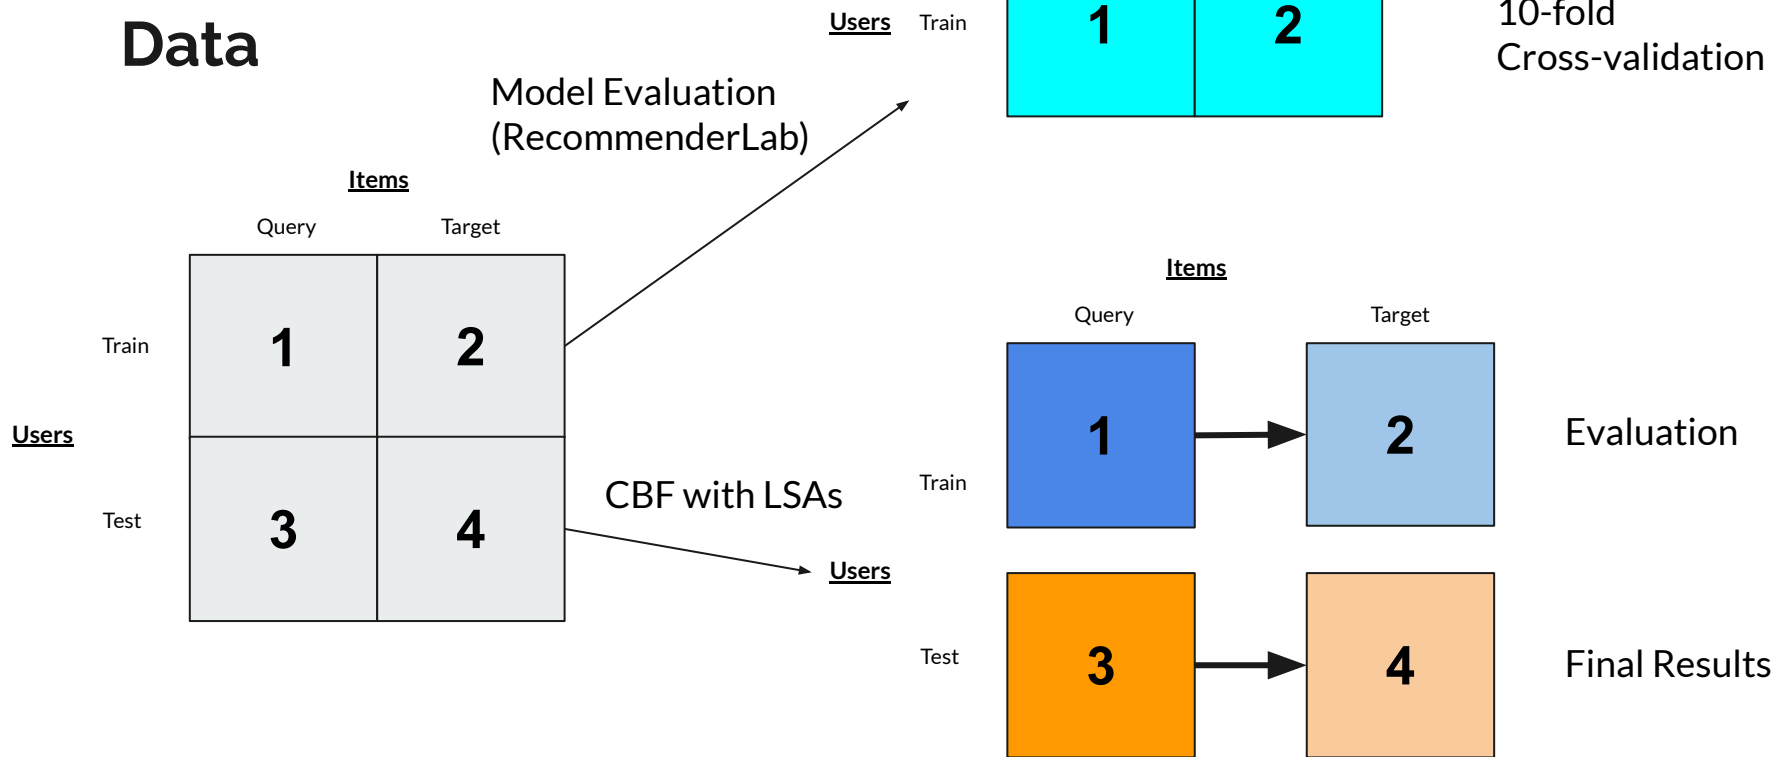 Data
Users Train 1 2
10-fold
Cross-validation
Model Evaluation
(RecommenderLab)
Items
Query Target
Train 1 2
Users
Test 3 4
CBF with LSAs
Items
Query Target
Train 1 2 Evaluation
Users
Test 3 4 Final Results